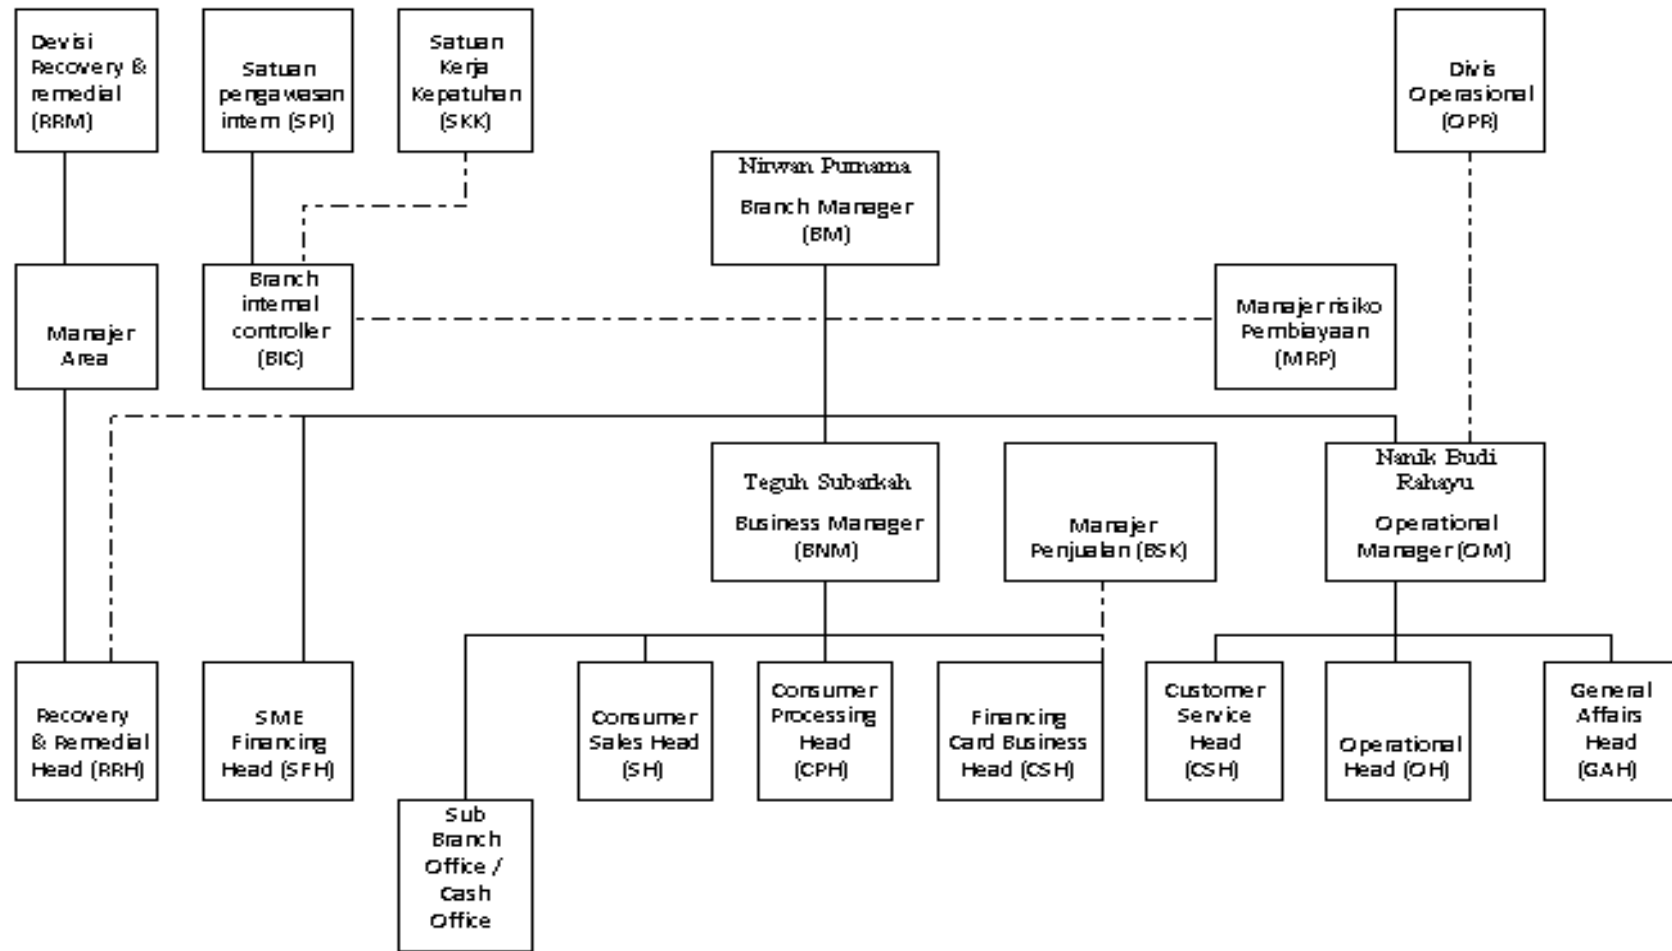 Devisi
Recovery &
remedial
(RRM)
Satuan
pengawasan
intern (SPI)
Satuan
Kerja
Kepatuhan
(SKK)
Divis
Operasional
(OPR)
Nirwan Purnama
Branch Manager
(BM)
Manajer
Area
Branch
internal
controller
(BIC)
Manajer risiko
Pembiayaan
(MRP)
Teguh Subarkah
Business Manager
(BNM)
Manajer
Penjualan (BSK)
Nanik Budi
Rahayu
Operational
Manager (OM)
Recovery
& Remedial
Head (RRH)
SME
Financing
Head (SFH)
Consumer
Sales Head
(SH)
Consumer
Processing
Head
(CPH)
Financing
Card Business
Head (CSH)
Customer
Service
Head
(CSH)
Operational
Head (OH)
General
Affairs
Head
(GAH)
Sub
Branch
Office /
Cash
Office